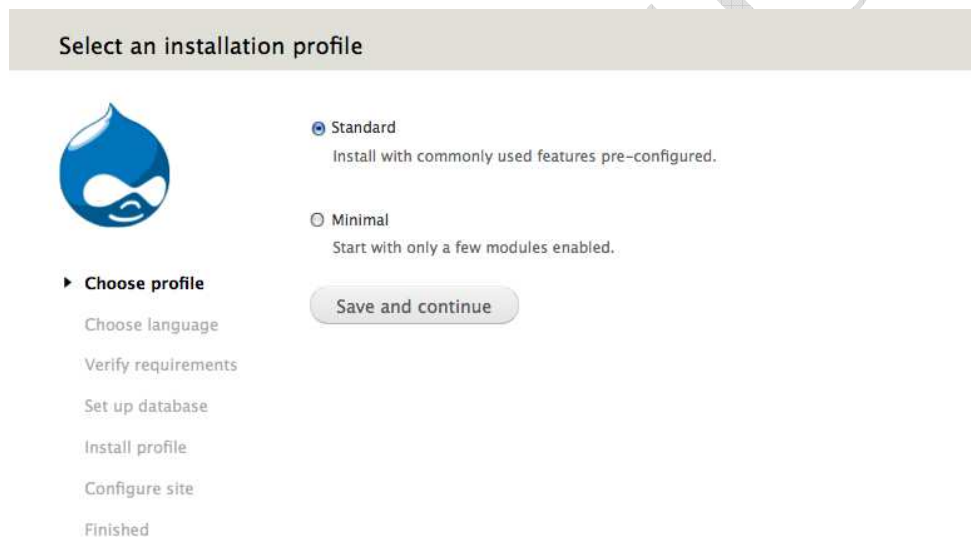 Select an installation profile
Standard
Install with commonly used features pre-configured.
Minimal
Start with only a few modules enabled.
Save and continue
Choose profile
Choose language
Verify requirements
Set up database
Install profile
Configure site
Finished